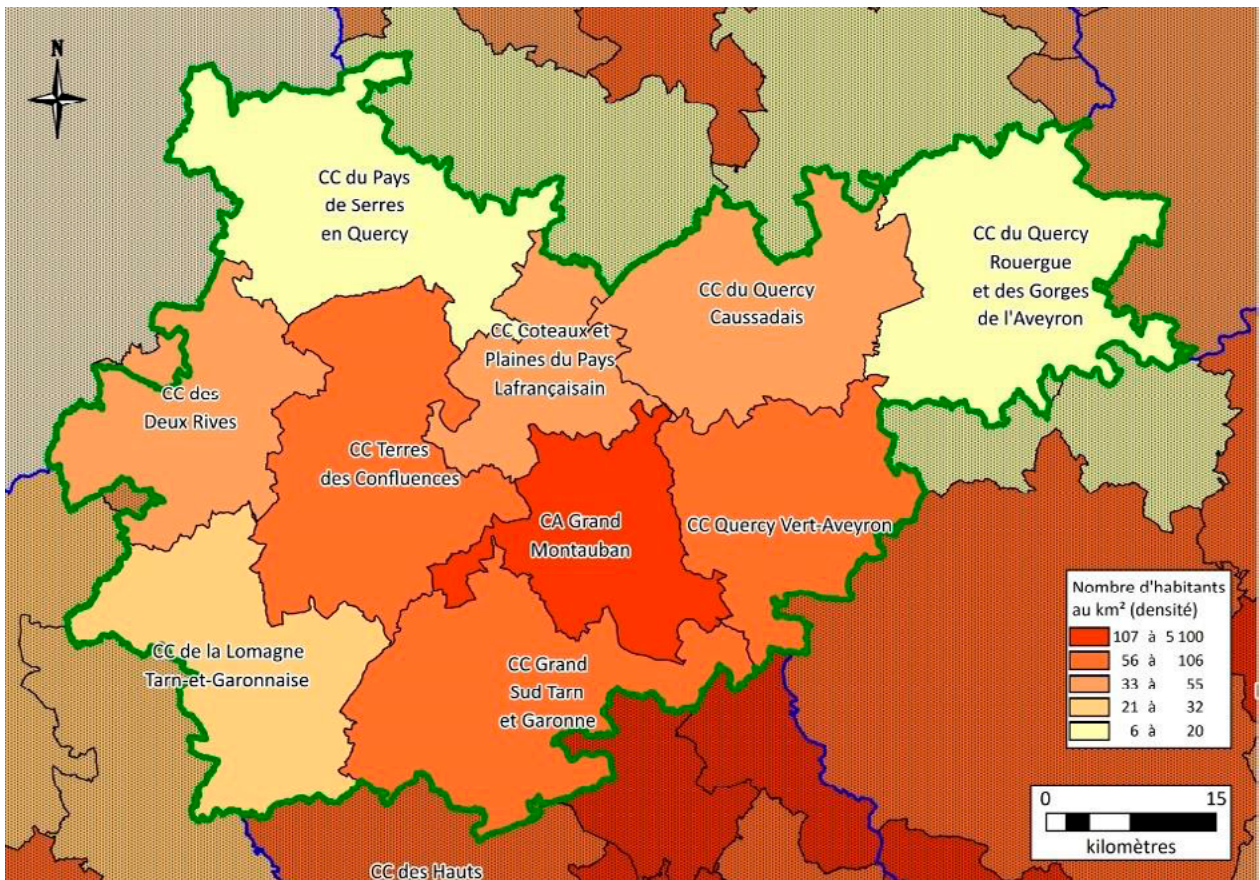 N
CC du Pays
de Serres
en Quercy
CC du Quercy
Rouergue
et des Gorges
de l'Aveyron
CC du Quercy
Caussadais
CC Coteaux et
Plaines du Pays
Lafrançaisain
CC des
Deux Rives
CC Terres
des Confluences
CA Grand
Montauban
CC Quercy Vert-Aveyron
CC de la Lomagne
Tarn-et-Garonnaise
CC Grand
Sud Tarn
et Garonne
CC des Hauts
Nombre d'habitants
au km² (densité)
107 à 5 100
56 à 106
33 à 55
21 à 32
6 à 20
0 15
kilomètres